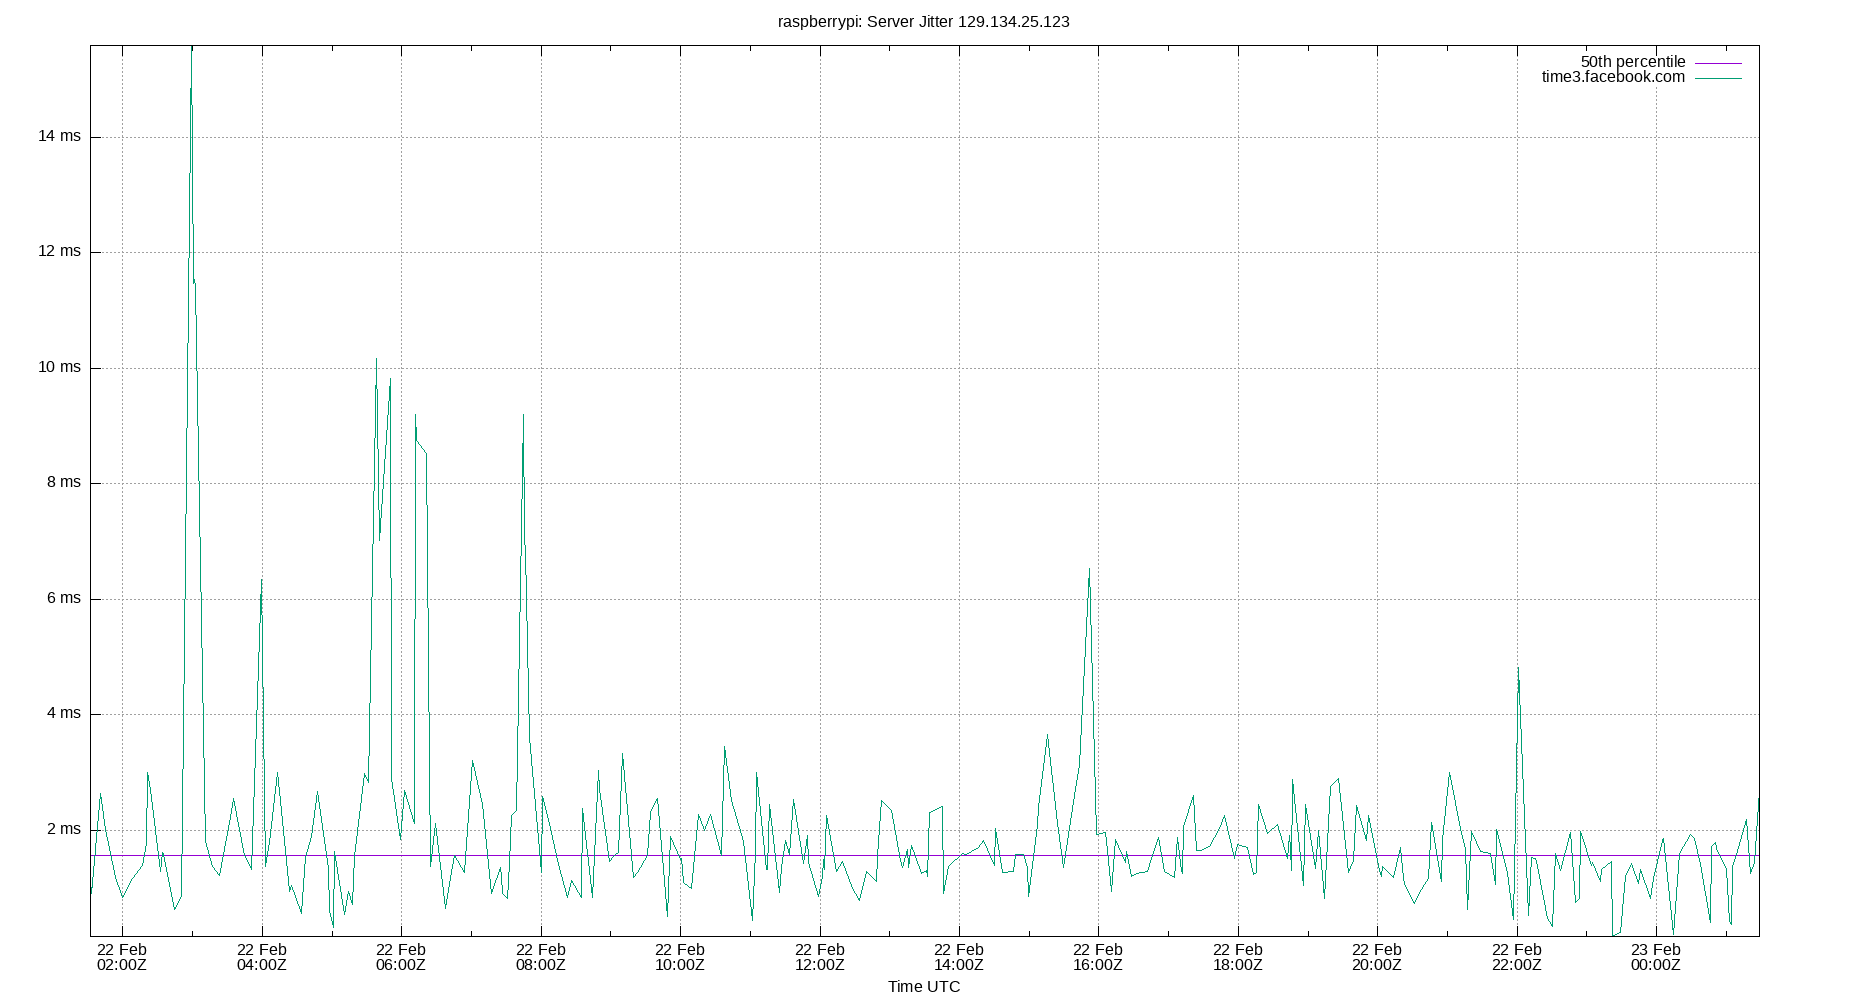 raspberrypi: Server Jitter 129.134.25.123
50th percentile
time3.facebook.com
14 ms
12 ms
10 ms
8 ms
6 ms
4 ms
2 ms
22 Feb 22 Feb 22 Feb 22 Feb 22 Feb 22 Feb 22 Feb 22 Feb 22 Feb 22 Feb 22 Feb 23 Feb
02:00Z 04:00Z 06:00Z 08:00Z 10:00Z 12:00Z 14:00Z 16:00Z 18:00Z 20:00Z 22:00Z 00:00Z
Time UTC